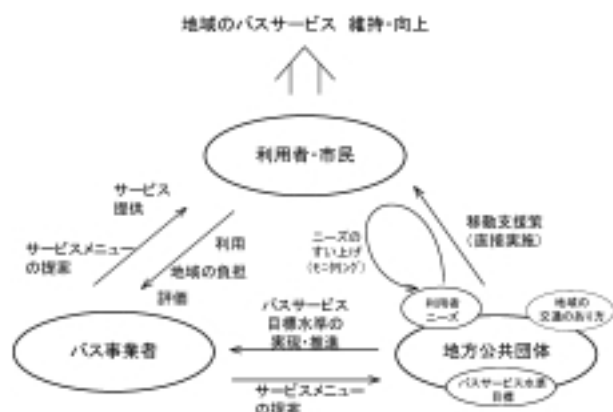 地域のバスサービス 維持・向上
利用者・市民
サービス
提供
サービスメニュー
の提案
利用
地域の負担
評価
ニーズの
すい上げ
(モニタリング)
移動支援策
(直接実施)
利用者
ニーズ
地域の
交通のあり方
バスサービス
目標水準の
実現・推進
バス事業者
地方公共団体
バスサービス水準
目標
サービスメニュー
の提案